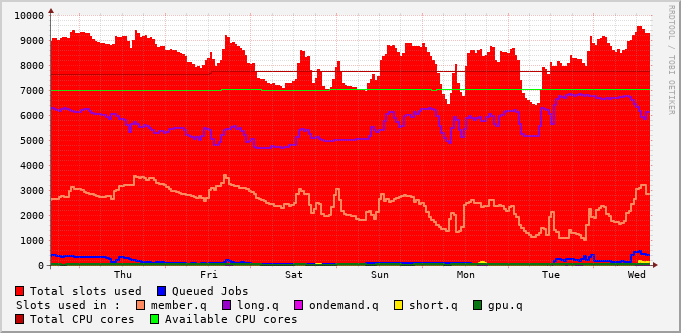 10000
9000
8000
7000
6000
5000
4000
3000
2000
1000
0
Thu Fri Sat Sun Mon Tue Wed
RRDTOOL / TOBI OETIKER
Total slots used Queued Jobs
Slots used in : member.q long.q ondemand.q short.q gpu.q
Total CPU cores Available CPU cores